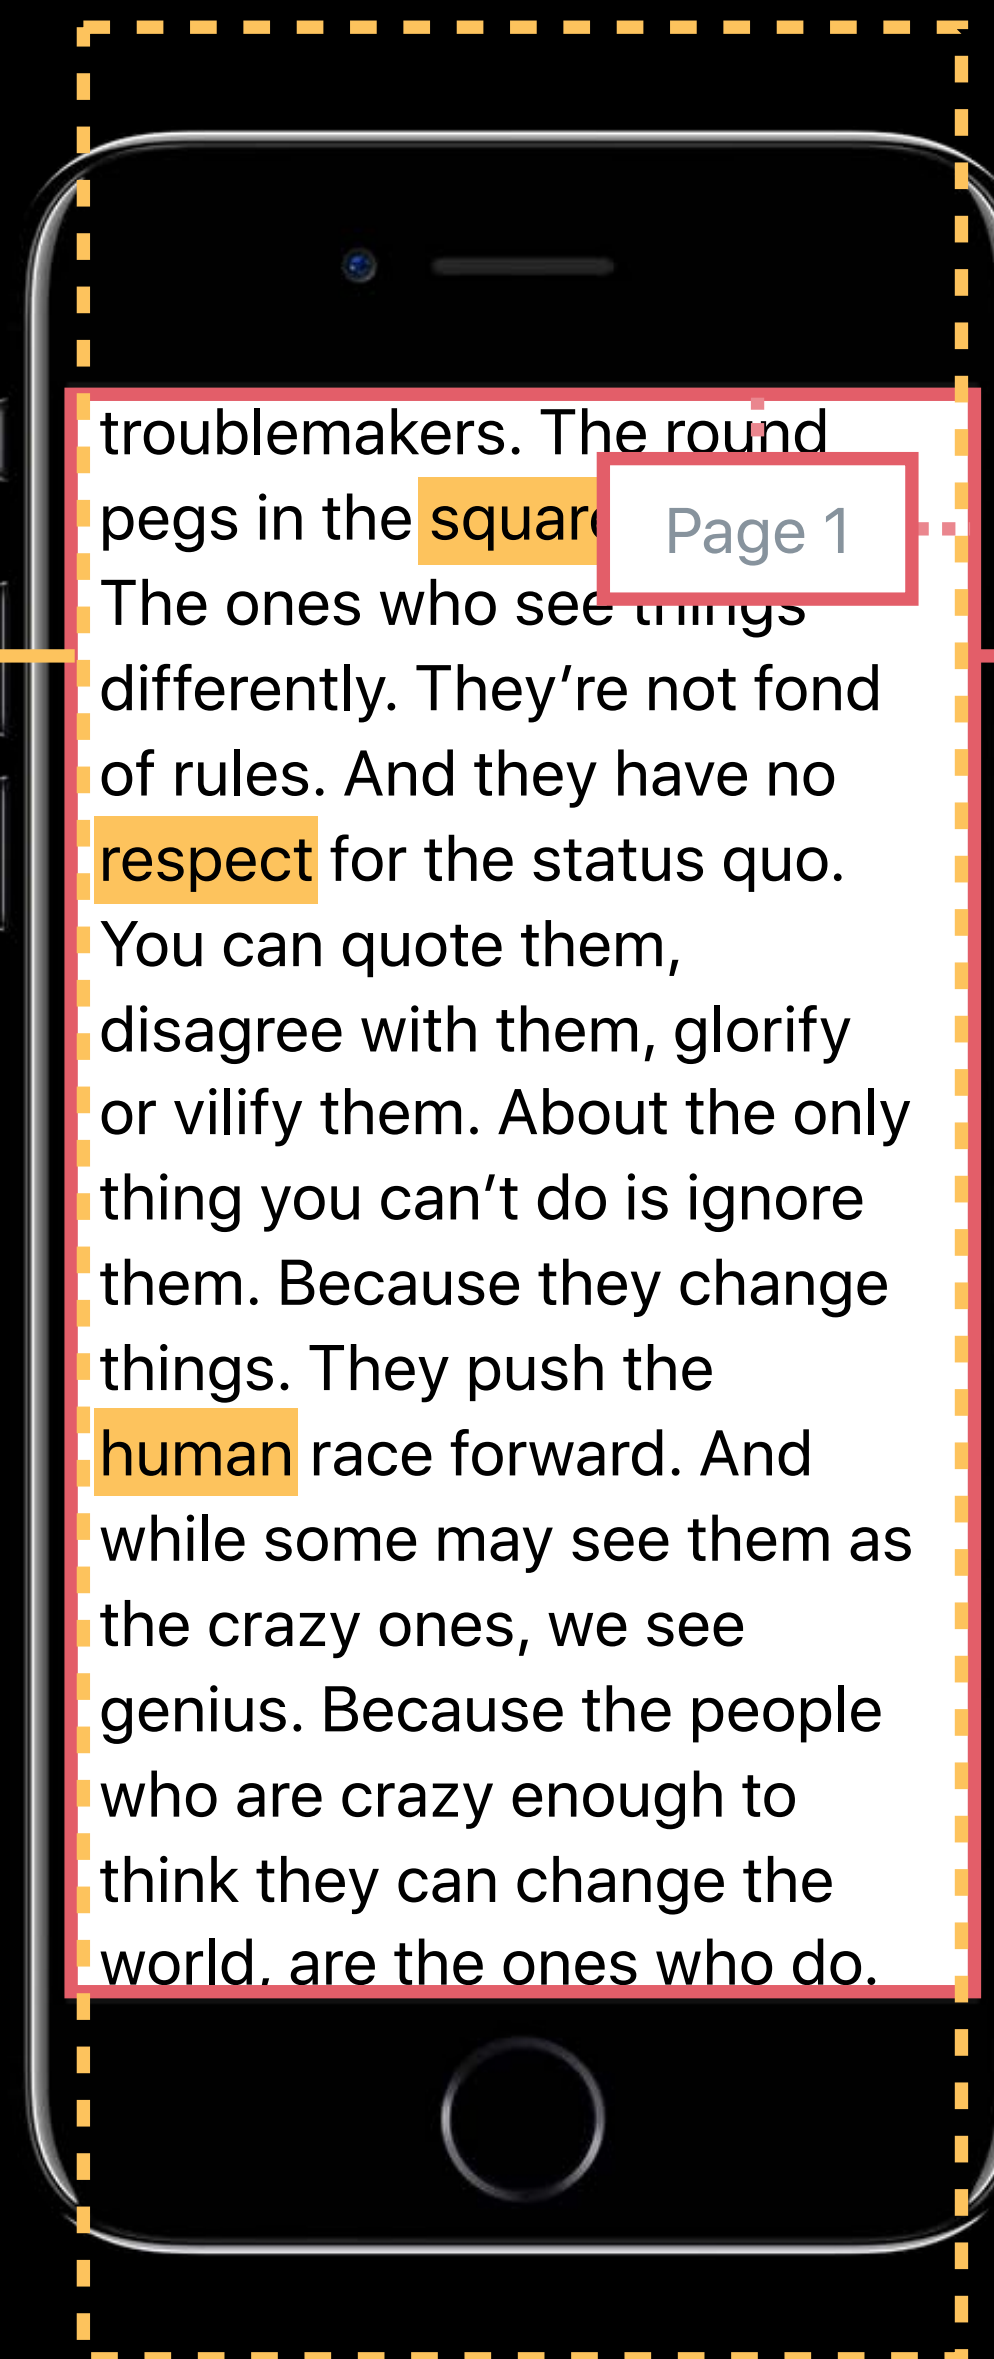 troublemakers. The round
pegs in the square
Page 1
The ones who see things
differently. They’re not fond
of rules. And they have no
respect for the status quo.
You can quote them,
disagree with them, glorify
or vilify them. About the only
thing you can’t do is ignore
them. Because they change
things. They push the
human race forward. And
while some may see them as
the crazy ones, we see
genius. Because the people
who are crazy enough to
think they can change the
world, are the ones who do.